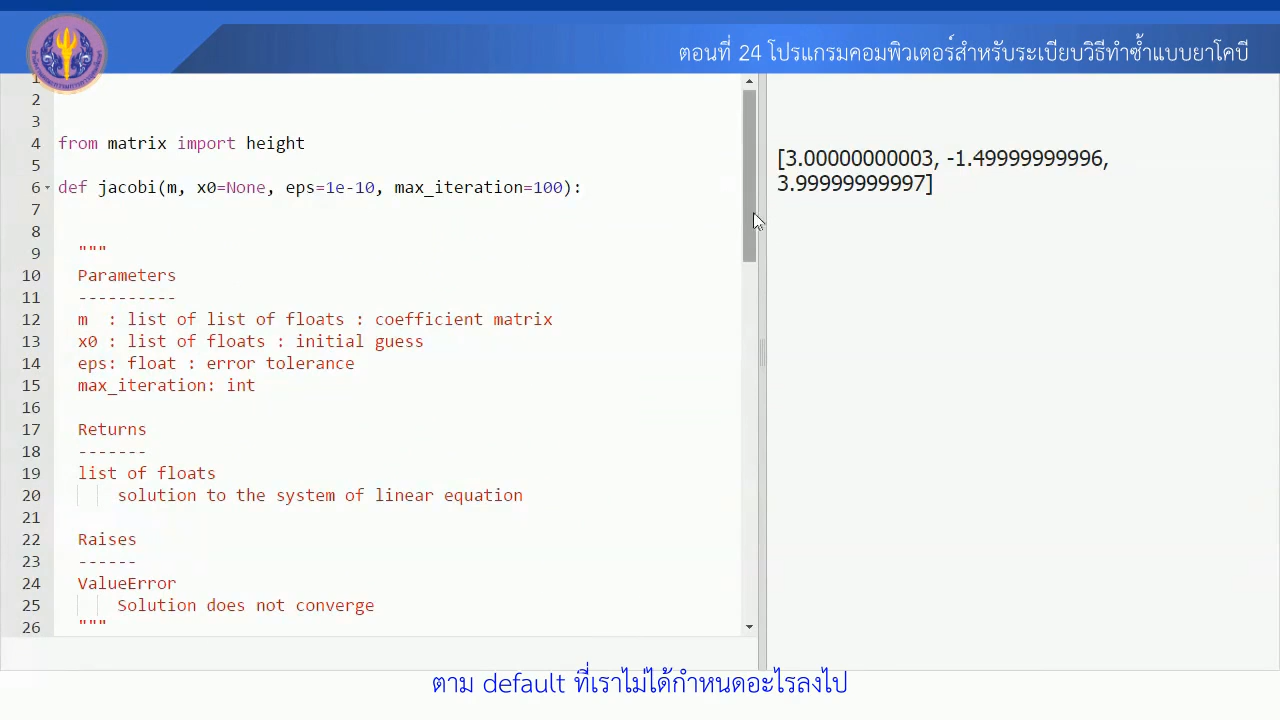 ตอนที่ 24 โปรแกรมคอมพิวเตอร์สำหรับระเบียบวิธีทำซ้ำแบบยาโคบี
1
2
3
4 from matrix import height
5
6 def jacobi(m, x0=None, eps=1e-10, max_iteration=100):
7
8
9 """
10 Parameters
11 ----------
12 m  : list of list of floats : coefficient matrix
13 x0 : list of floats : initial guess
14 eps: float : error tolerance
15 max_iteration: int
16
17 Returns
18 -------
19 list of floats
20 solution to the system of linear equation
21
22 Raises
23 ------
24 ValueError
25 Solution does not converge
26 """
[3.00000000003, -1.49999999996,
3.99999999997]
ตาม default ที่เราไม่ได้กำหนดอะไรลงไป